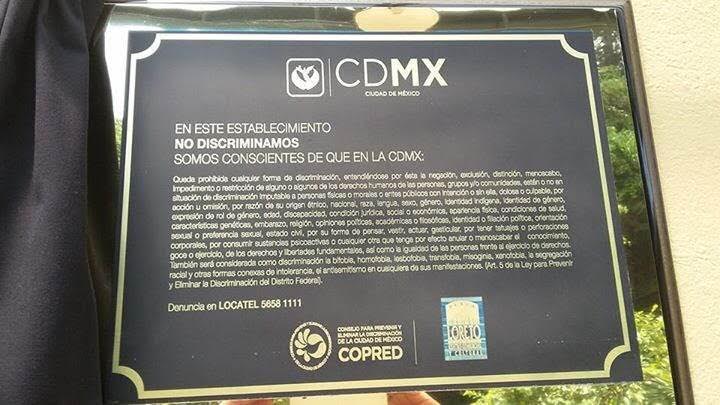 CDMX
CIUDAD DE MÉXICO
EN ESTE ESTABLECIMIENTO
NO DISCRIMINAMOS
SOMOS CONSCIENTES DE QUE EN LA CDMX:
Queda prohibida cualquier forma de discriminación, entendiéndose por ésta la negación, exclusión, distinción, menoscabo,
impedimento o restricción de alguno o algunos de los derechos humanos de las personas, grupos y/o comunidades, estén o no en
situación de discriminación imputable a personas físicas o morales o entes públicos con intención o sin ella, dolosa o culpable, por
acción u omisión, por razón de su origen étnico, nacional, raza, lengua, sexo, género, identidad indígena, identidad de género,
expresión de rol de género, edad, discapacidad, condición jurídica, social o económica, apariencia física, condiciones de salud,
características genéticas, embarazo, religión, opiniones políticas, académicas o filosóficas, identidad o filiación política, orientación
sexual o preferencia sexual, estado civil, por su forma de pensar, vestir, actuar, gesticular, por tener tatuajes o perforaciones
corporales, por consumir sustancias psicoactivas o cualquier otra que tenga por efecto anular o menoscabar el conocimiento,
goce o ejercicio, de los derechos y libertades fundamentales, así como la igualdad de las personas frente al ejercicio de derechos.
También será considerada como discriminación la bifobia, homofobia, lesbofobia, transfobia, misoginia, xenofobia, la segregación
racial y otras formas conexas de intolerancia, el antisemitismo en cualquiera de sus manifestaciones. (Art. 5 de la Ley para Prevenir
y Eliminar la Discriminación del Distrito Federal).
Denuncia en LOCATEL 5658 1111
CONSEJO PARA PREVENIR Y
ELIMINAR LA DISCRIMINACIÓN
DE LA CIUDAD DE MÉXICO
COPRED
LORETO
Y CULTURAL